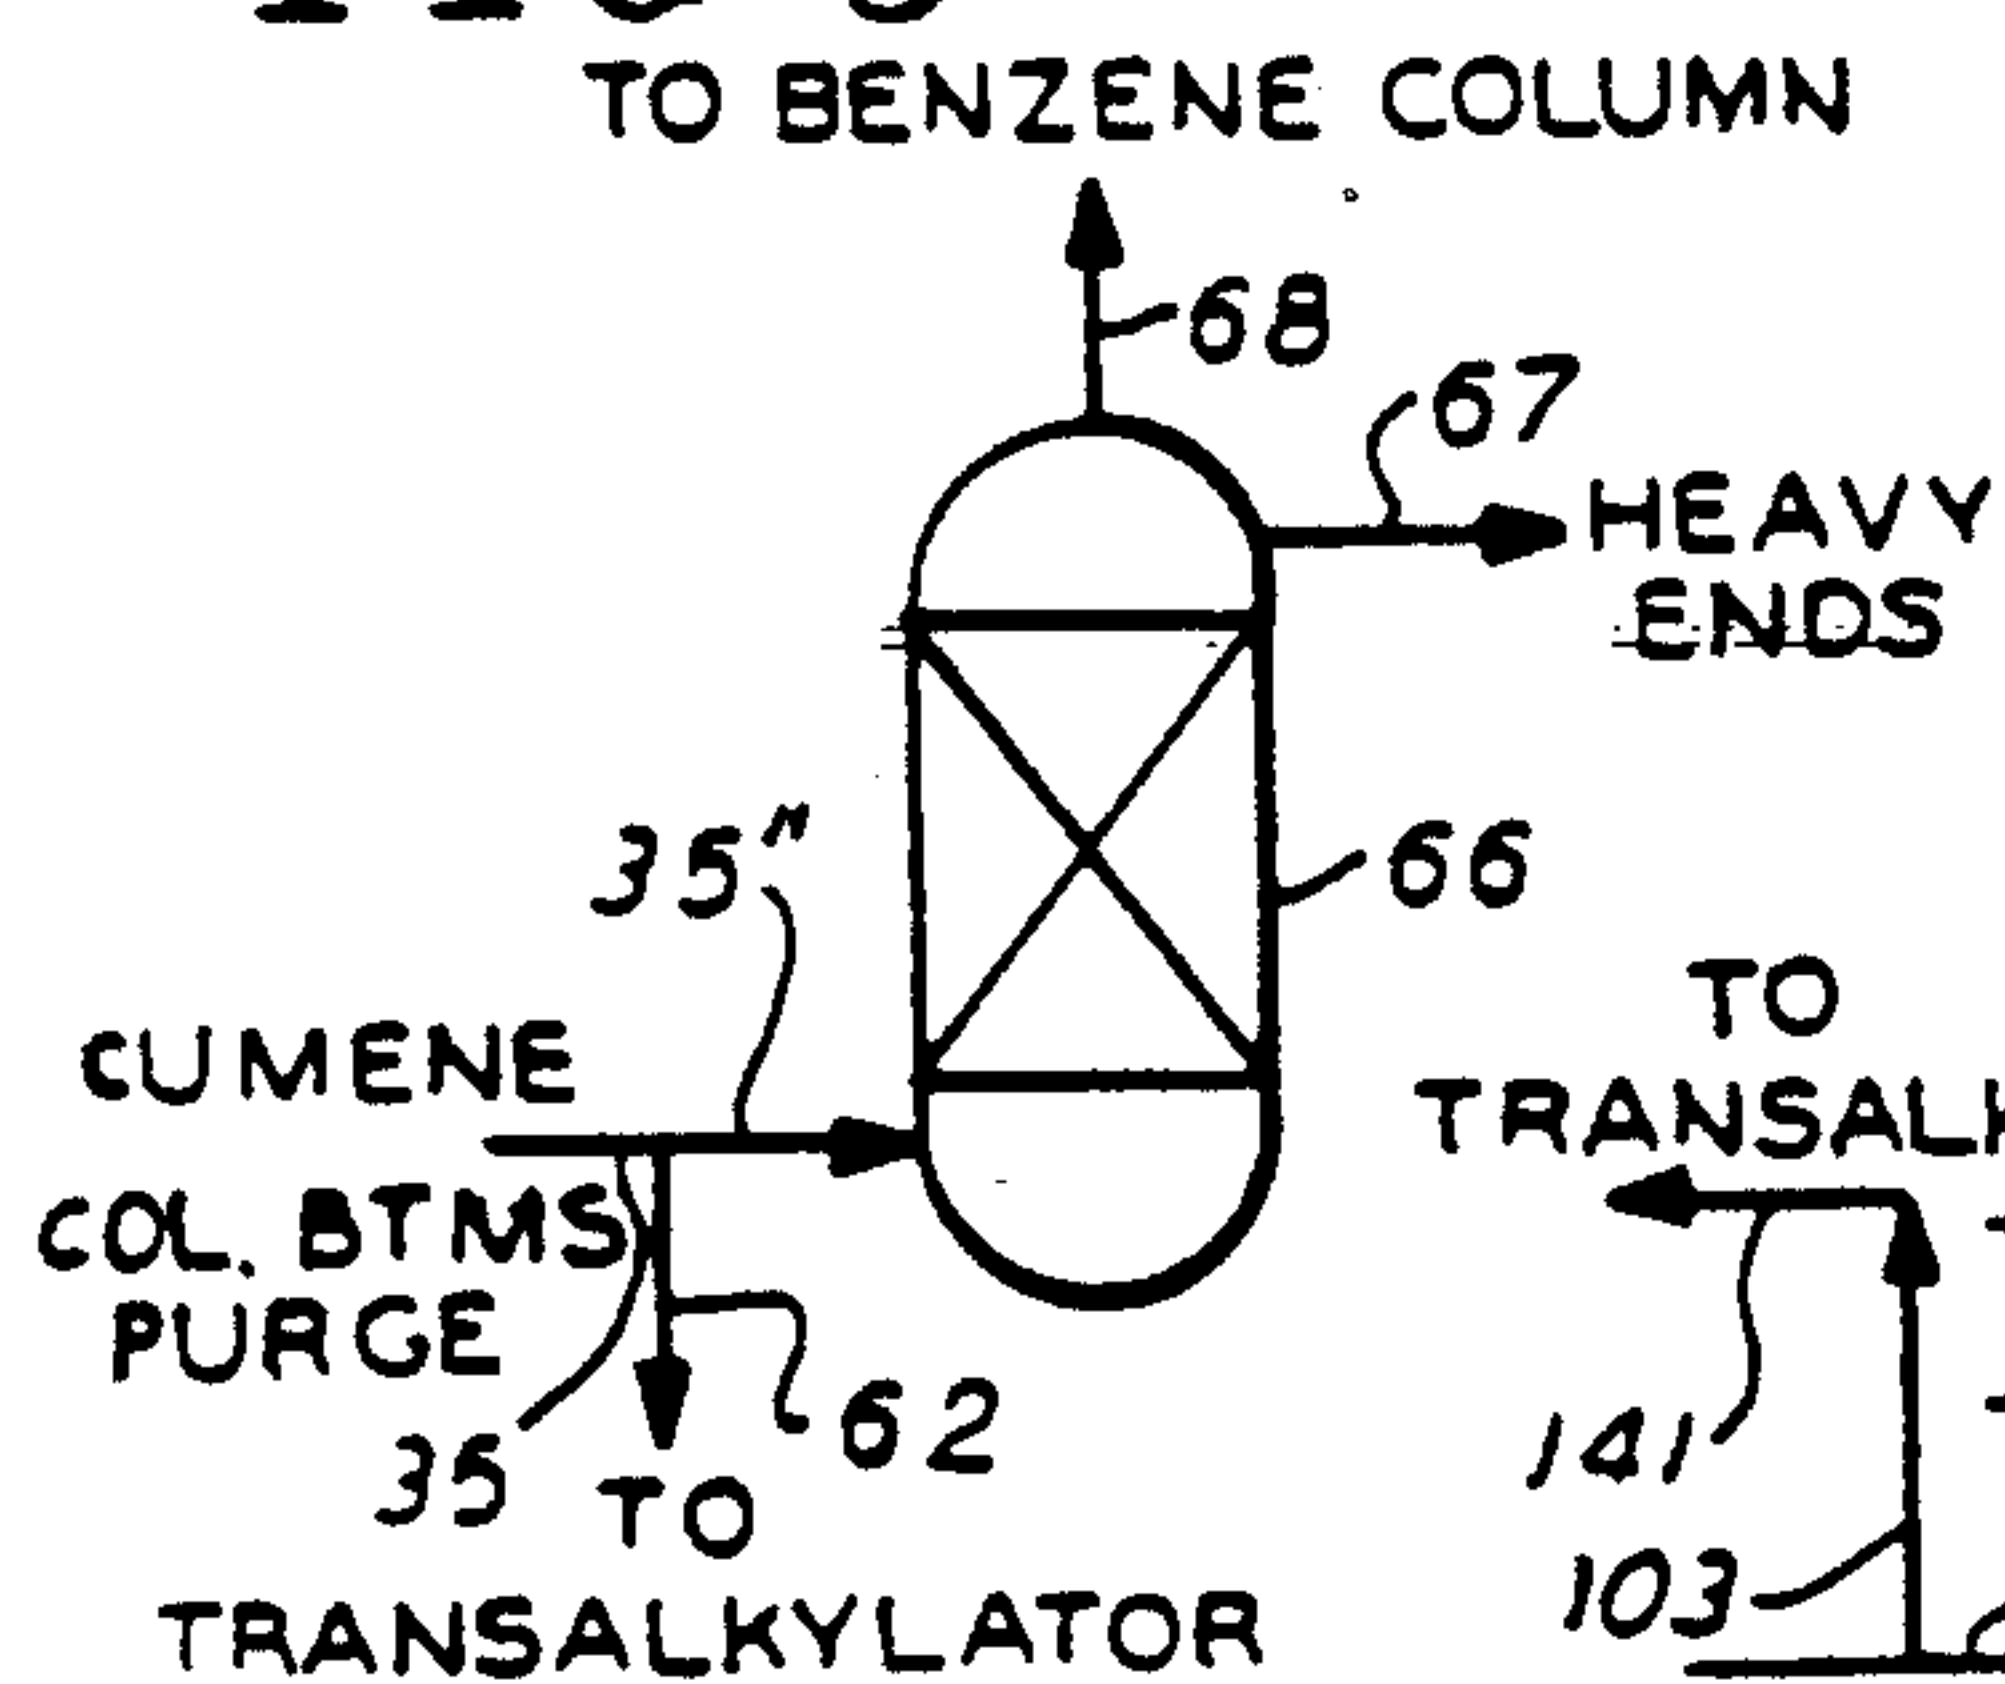 TO BENZENE COLUMN
68
67
HEAVY
ENDS
35"
66
CUMENE
COL. BTMS
PURGE
35
62
TO
TRANSALKYLATOR
TO
141
103